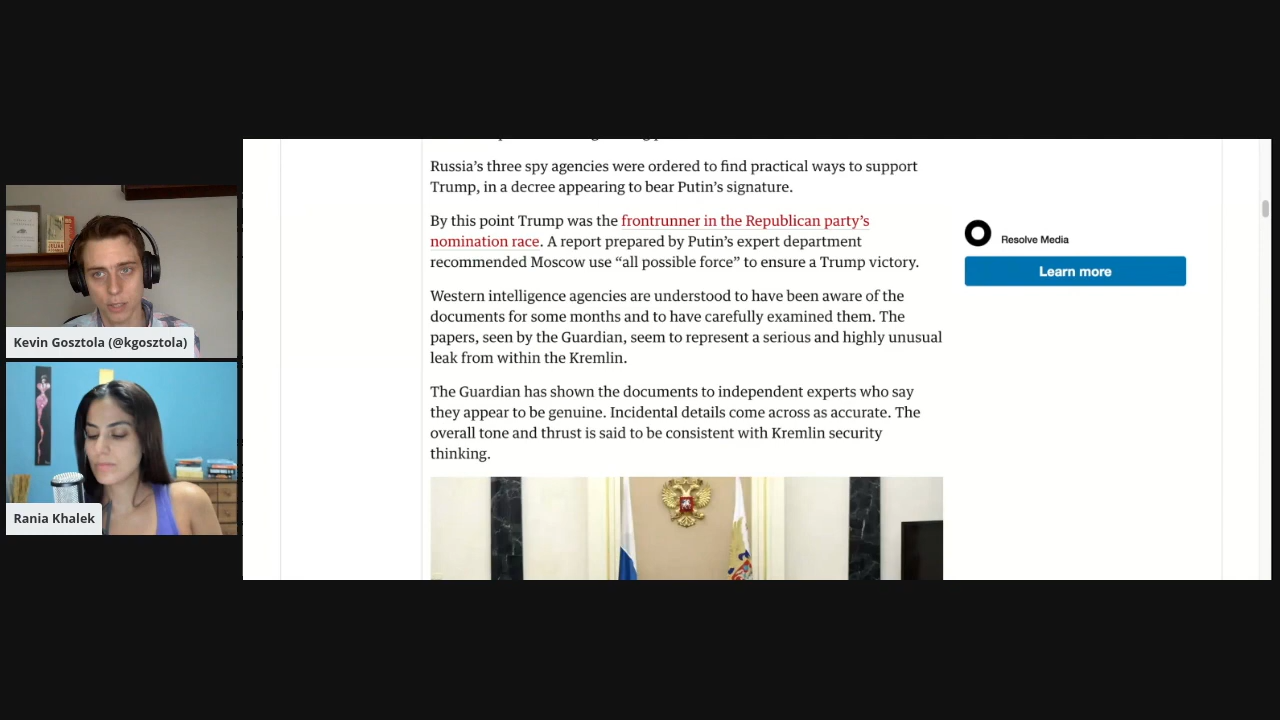 Russia’s three spy agencies were ordered to find practical ways to support
Trump, in a decree appearing to bear Putin’s signature.
By this point Trump was the frontrunner in the Republican party’s
nomination race. A report prepared by Putin’s expert department
recommended Moscow use “all possible force” to ensure a Trump victory.
Western intelligence agencies are understood to have been aware of the
documents for some months and to have carefully examined them. The
papers, seen by the Guardian, seem to represent a serious and highly unusual
leak from within the Kremlin.
The Guardian has shown the documents to independent experts who say
they appear to be genuine. Incidental details come across as accurate. The
overall tone and thrust is said to be consistent with Kremlin security
thinking.
Resolve Media
Learn more
Kevin Gosztola (@kgosztola)
Rania Khalek